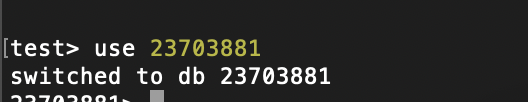 [test> use 23703881
switched to db 23703881
23703881>